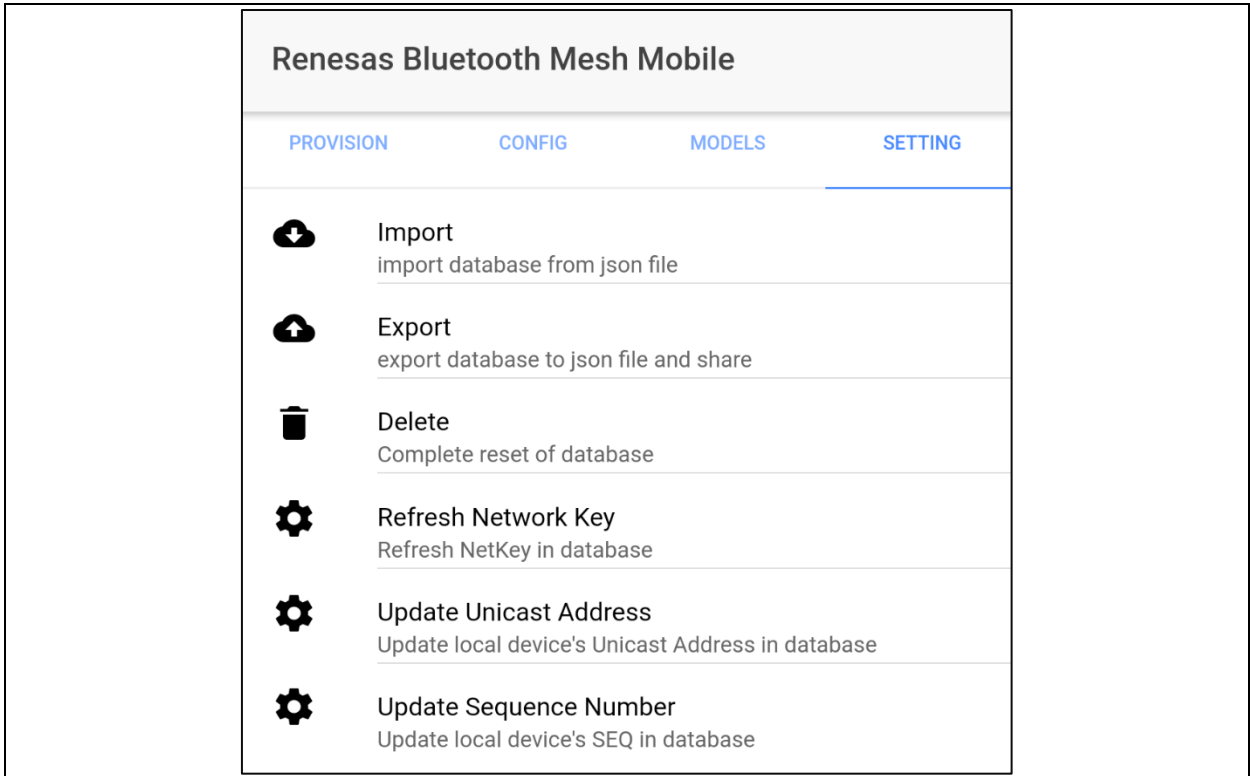 Renesas Bluetooth Mesh Mobile
PROVISION CONFIG MODELS SETTING
Import
import database from json file
Export
export database to json file and share
Delete
Complete reset of database
Refresh Network Key
Refresh NetKey in database
Update Unicast Address
Update local device's Unicast Address in database
Update Sequence Number
Update local device's SEQ in database